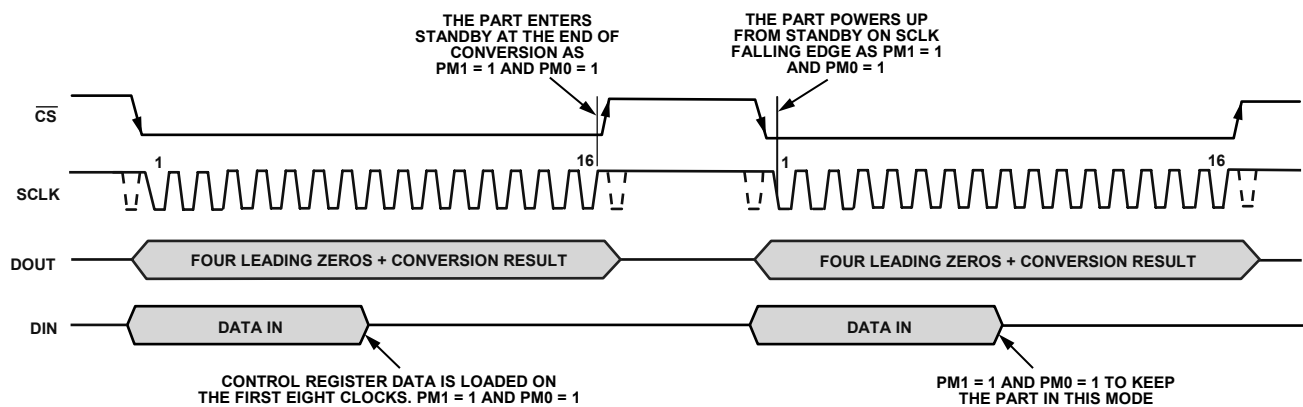 THE PART ENTERS
STANDBY AT THE END OF
CONVERSION AS
PM1 = 1 AND PM0 = 1
THE PART POWERS UP
FROM STANDBY ON SCLK
FALLING EDGE AS PM1 = 1
AND PM0 = 1
CS
1
16
1
16
SCLK
DOUT
FOUR LEADING ZEROS + CONVERSION RESULT
FOUR LEADING ZEROS + CONVERSION RESULT
DIN
DATA IN
DATA IN
CONTROL REGISTER DATA IS LOADED ON
THE FIRST EIGHT CLOCKS. PM1 = 1 AND PM0 = 1
PM1 = 1 AND PM0 = 1 TO KEEP
THE PART IN THIS MODE